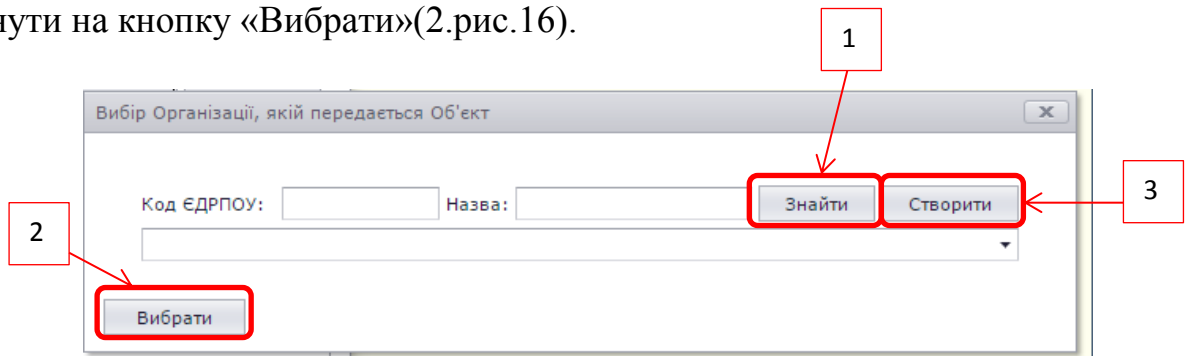 нути на кнопку «Вибрати»(2.рис.16).
1
Вибір Організації, якій передається Об'єкт
x
Код ЄДРПОУ: Назва: Знайти Створити
3
2
Вибрати